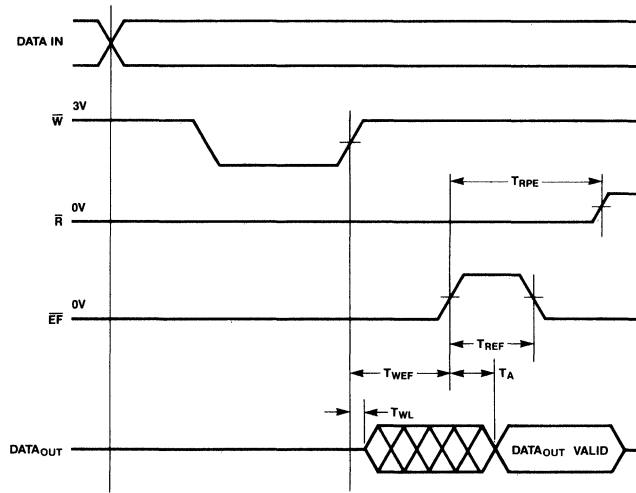 DATA IN
3V
W
TRPE
0V
R
0V
EF
TREF
TWEF
TA
TWL
DATAOUT
DATAOUT VALID